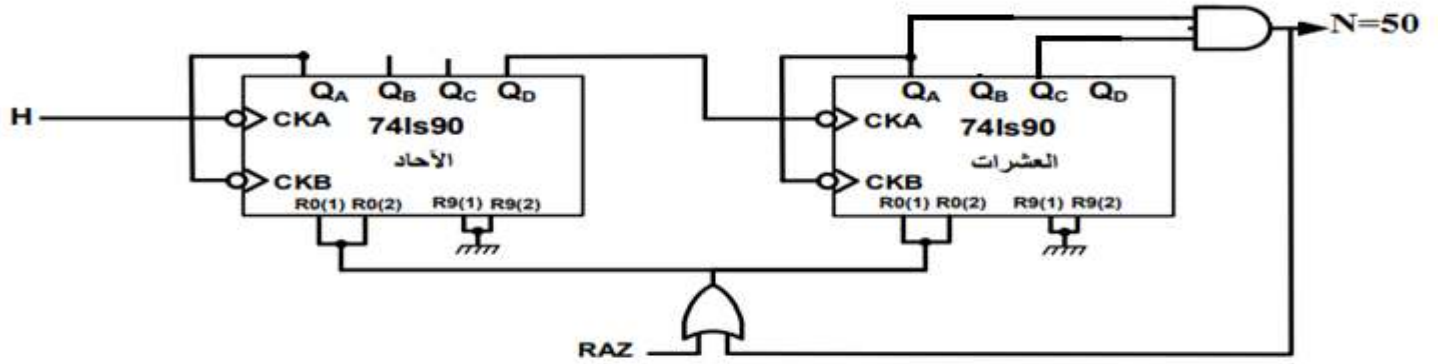 N=50
QA QB QC QD
QA QB QC QD
H
CKA
74ls90
الآحاد
CKB
R0(1) R0(2) R9(1) R9(2)
CKA
74ls90
العشرات
CKB
R0(1) R0(2) R9(1) R9(2)
RAZ